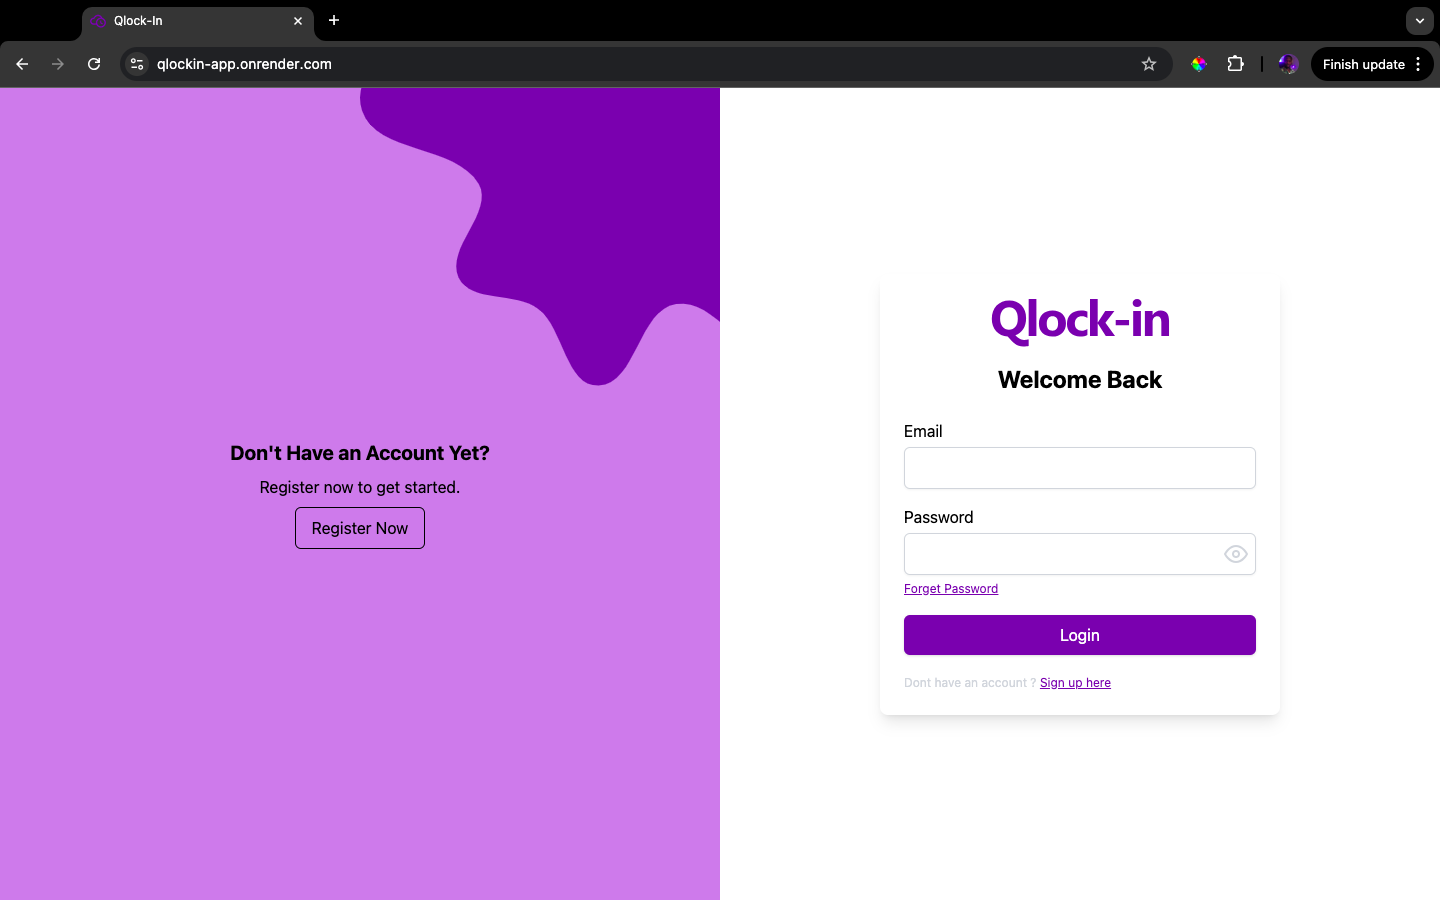 Qlock-In
qlockin-app.onrender.com
Finish update
Don't Have an Account Yet?
Register now to get started.
Register Now
Qlock-in
Welcome Back
Email
Password
Forget Password
Login
Dont have an account ? Sign up here